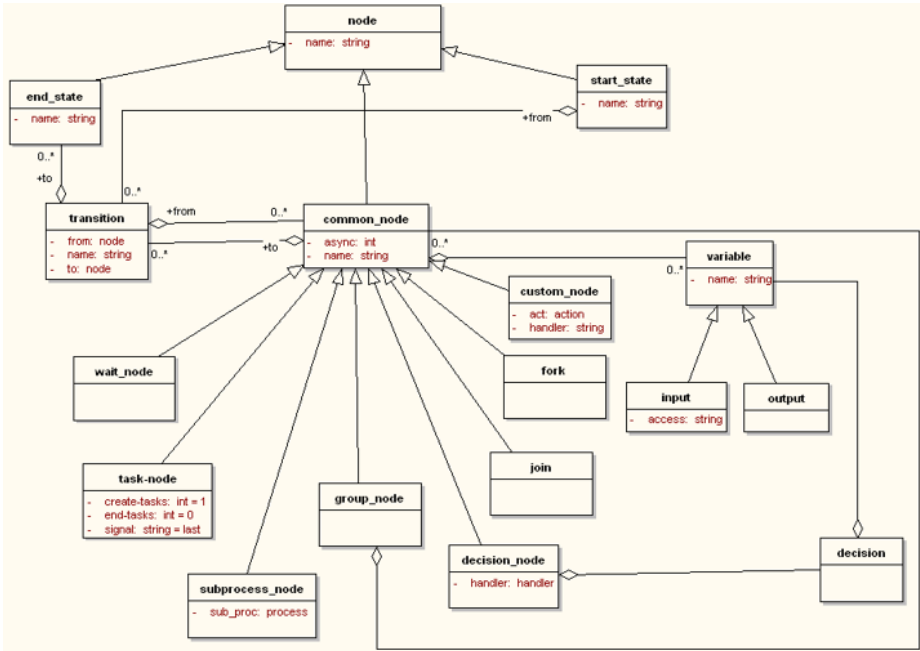 node
- name: string
start_state
- name: string
end_state
- name: string
+from
0..*
+to
0..*
transition
- from: node
- name: string
- to: node
+from
0..*
+to
0..*
common_node
- async: int
- name: string
0..*
0..*
variable
- name: string
custom_node
- act: action
- handler: string
wait_node
fork
input
- access: string
output
task-node
- create-tasks: int = 1
- end-tasks: int = 0
- signal: string = last
group_node
join
decision_node
- handler: handler
decision
subprocess_node
- sub_proc: process